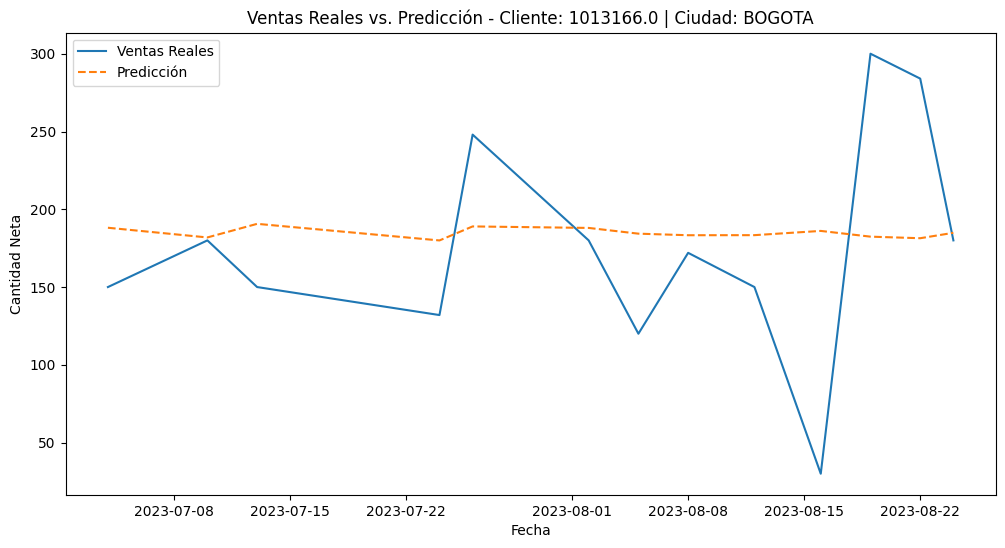 Ventas Reales vs. Predicción - Cliente: 1013166.0 | Ciudad: BOGOTA
Ventas Reales
Predicción
300
250
200
150
100
50
Cantidad Neta
2023-07-08 2023-07-15 2023-07-22 2023-08-01 2023-08-08 2023-08-15 2023-08-22
Fecha